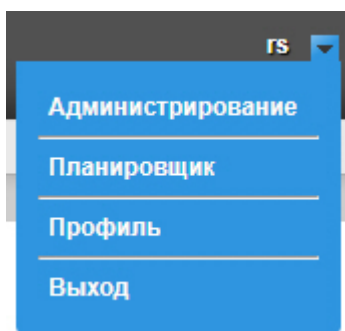 rs
Администрирование
Планировщик
Профиль
Выход